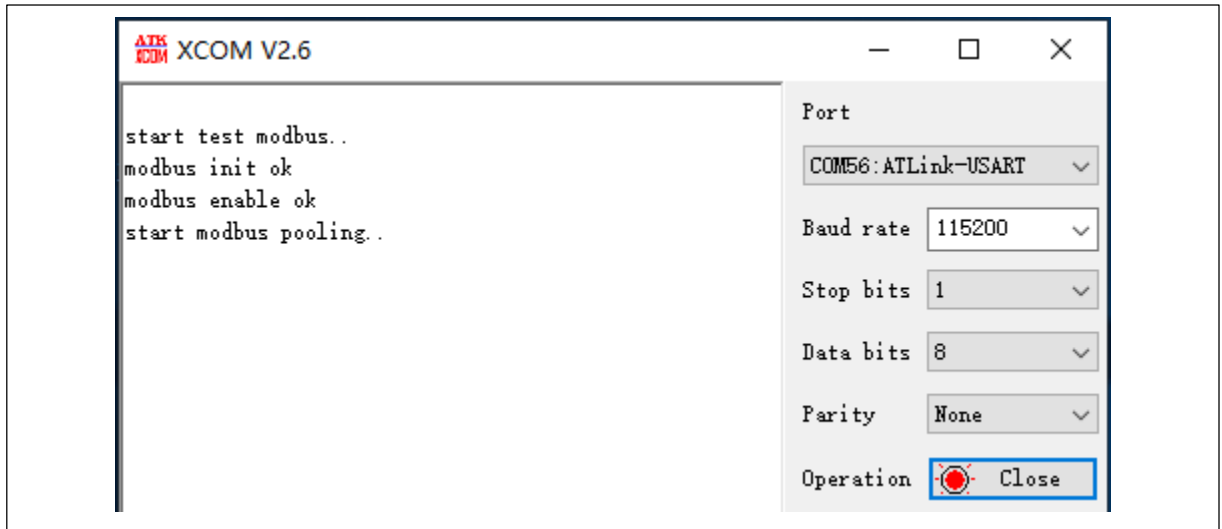 ATK
XCOM
XCOM V2.6
start test modbus..
modbus init ok
modbus enable ok
start modbus pooling..
Port
COM56:ATLink-USART
Baud rate 115200
Stop bits 1
Data bits 8
Parity None
Operation Close